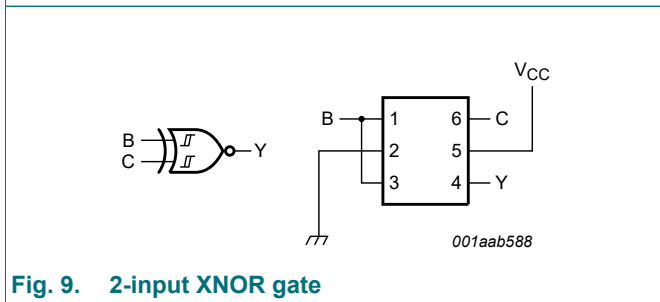 V_CC
B 1 6 C
B Y
C
2 5
3 4 Y
001aab588
Fig. 9. 2-input XNOR gate